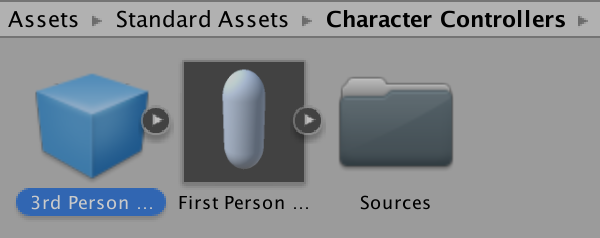 Assets Standard Assets Character Controllers
3rd Person ... First Person ... Sources